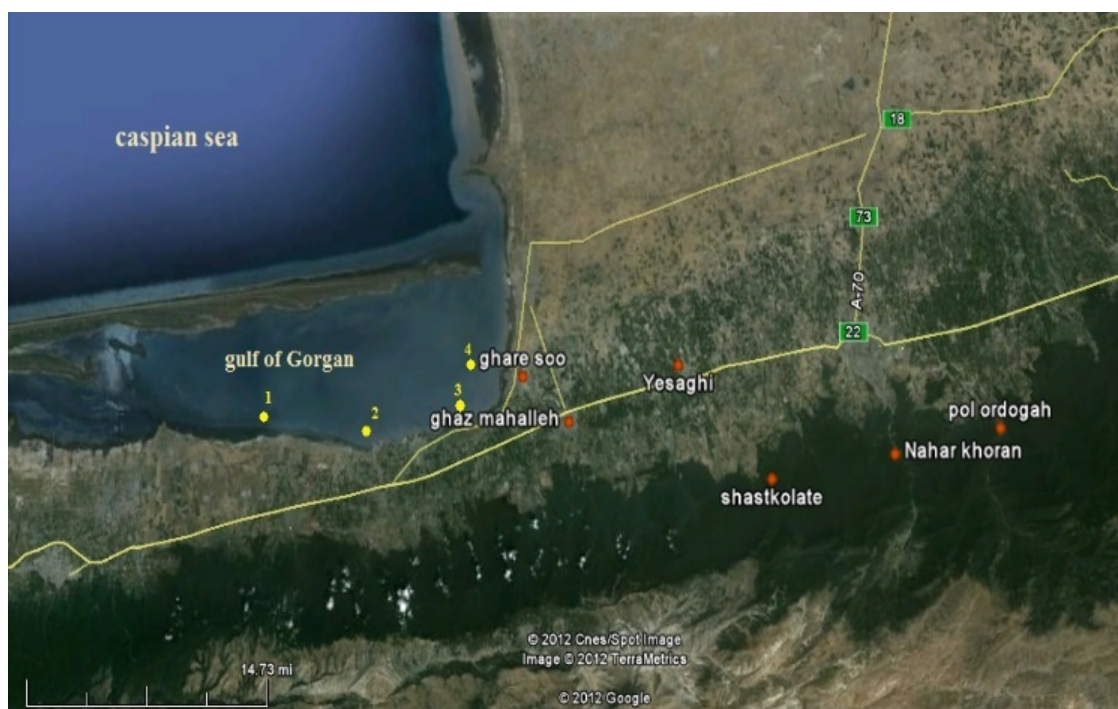 caspian sea
18
73
A-70
22
gulf of Gorgan
4
ghare soo
Yesaghi
1
3
2
ghaz mahalleh
pol ordogah
Nahar khoran
shastkolate
© 2012 Cnes/Spot Image
Image © 2012 TerraMetrics
14.73 mi
© 2012 Google